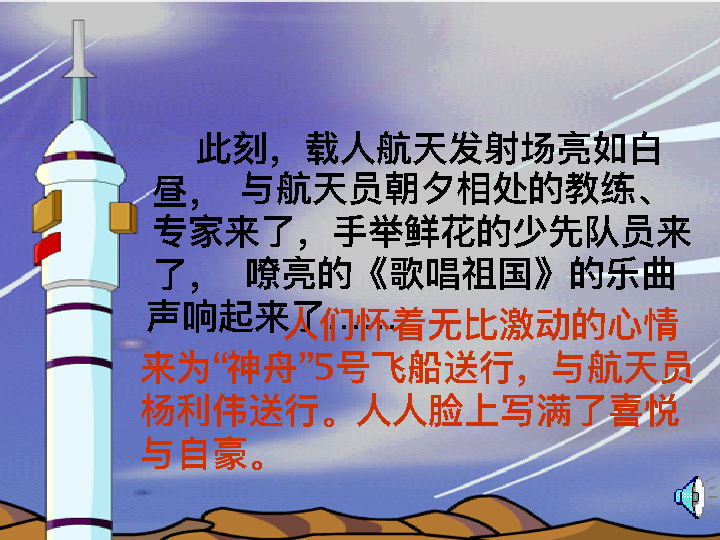 此刻，载人航天发射场亮如白
昼， 与航天员朝夕相处的教练、
专家来了，手举鲜花的少先队员来
了， 嘹亮的《歌唱祖国》的乐曲
声响起来了……
人们怀着无比激动的心情
来为“神舟”5号飞船送行，与航天员
杨利伟送行。人人脸上写满了喜悦
与自豪。